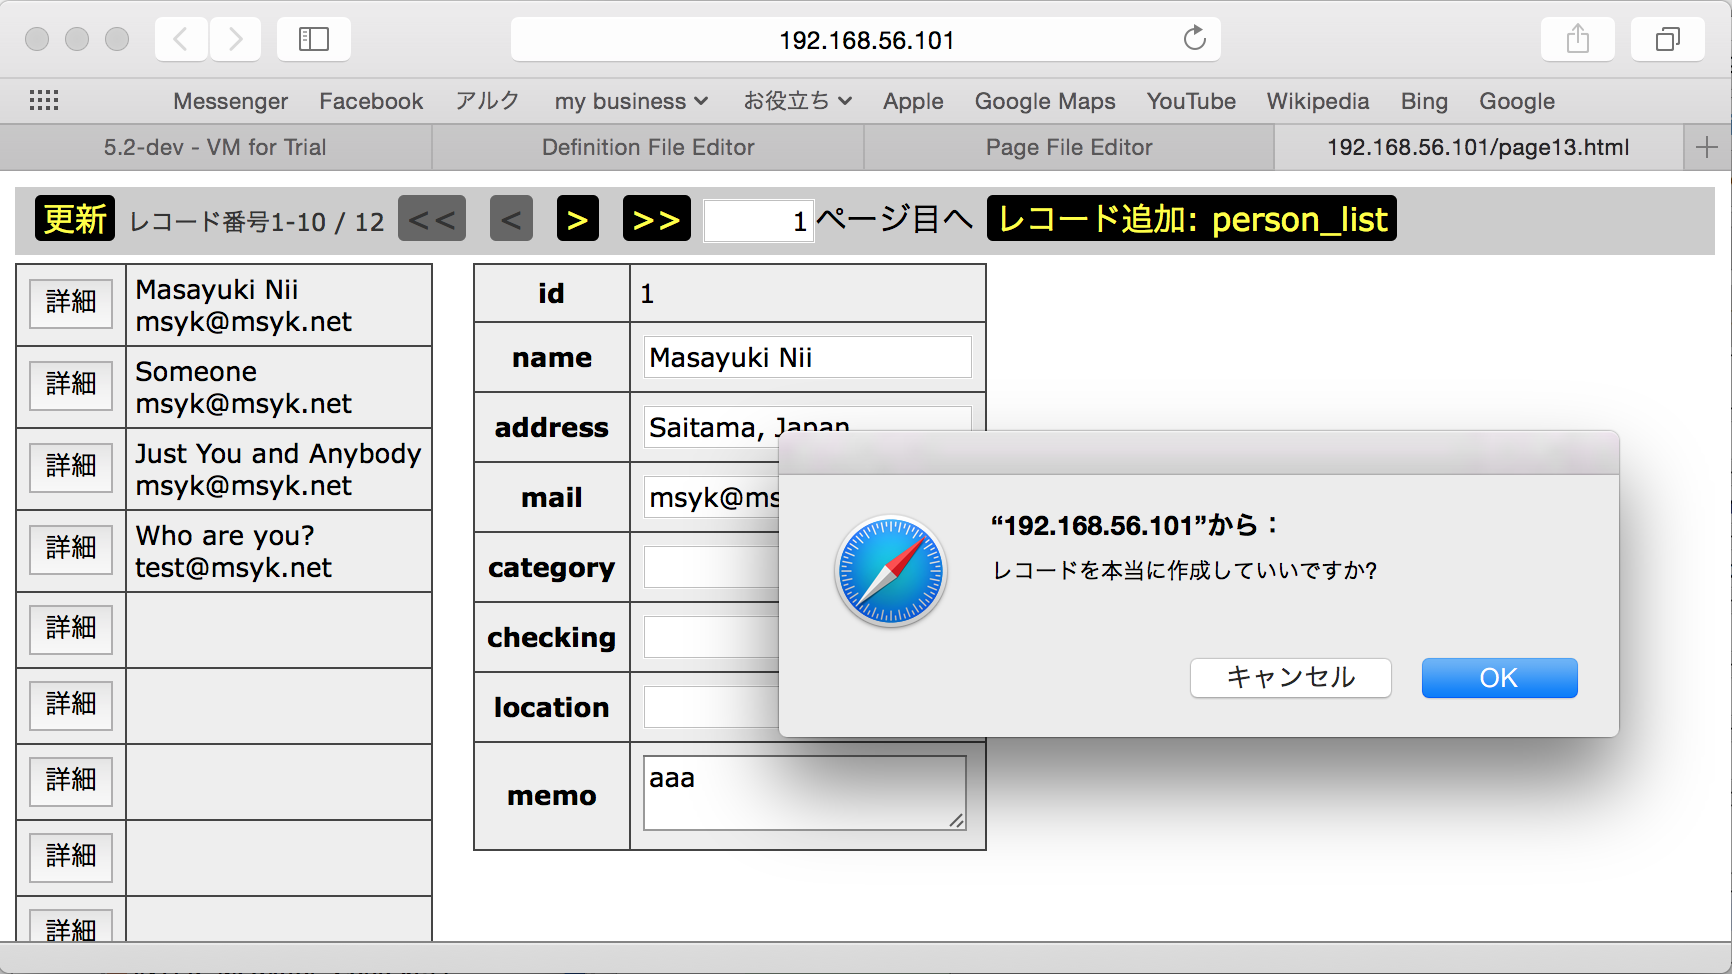 192.168.56.101
Messenger Facebook アルク my business お役立ち Apple Google Maps YouTube Wikipedia Bing Google
5.2-dev - VM for Trial Definition File Editor Page File Editor 192.168.56.101/page13.html
更新 レコード番号1-10 / 12 << < > >> 1 ページ目へ レコード追加: person_list
詳細 Masayuki Nii
msyk@msyk.net
詳細 Someone
msyk@msyk.net
詳細 Just You and Anybody
msyk@msyk.net
詳細 Who are you?
test@msyk.net
詳細
詳細
詳細
詳細
詳細
id 1
name Masayuki Nii
address Saitama, Japan
mail msyk@ms
category
checking
location
memo aaa
“192.168.56.101”から：
レコードを本当に作成していいですか?
キャンセル OK